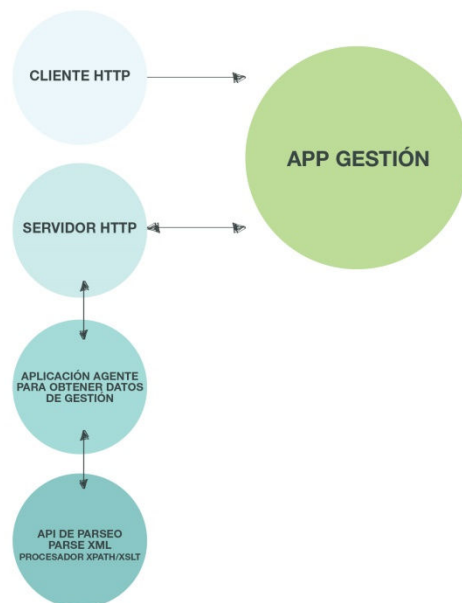 CLIENTE HTTP
APP GESTIÓN
SERVIDOR HTTP
APLICACIÓN AGENTE
PARA OBTENER DATOS
DE GESTIÓN
API DE PARSEO
PARSE XML
PROCESADOR XPATH/XSLT